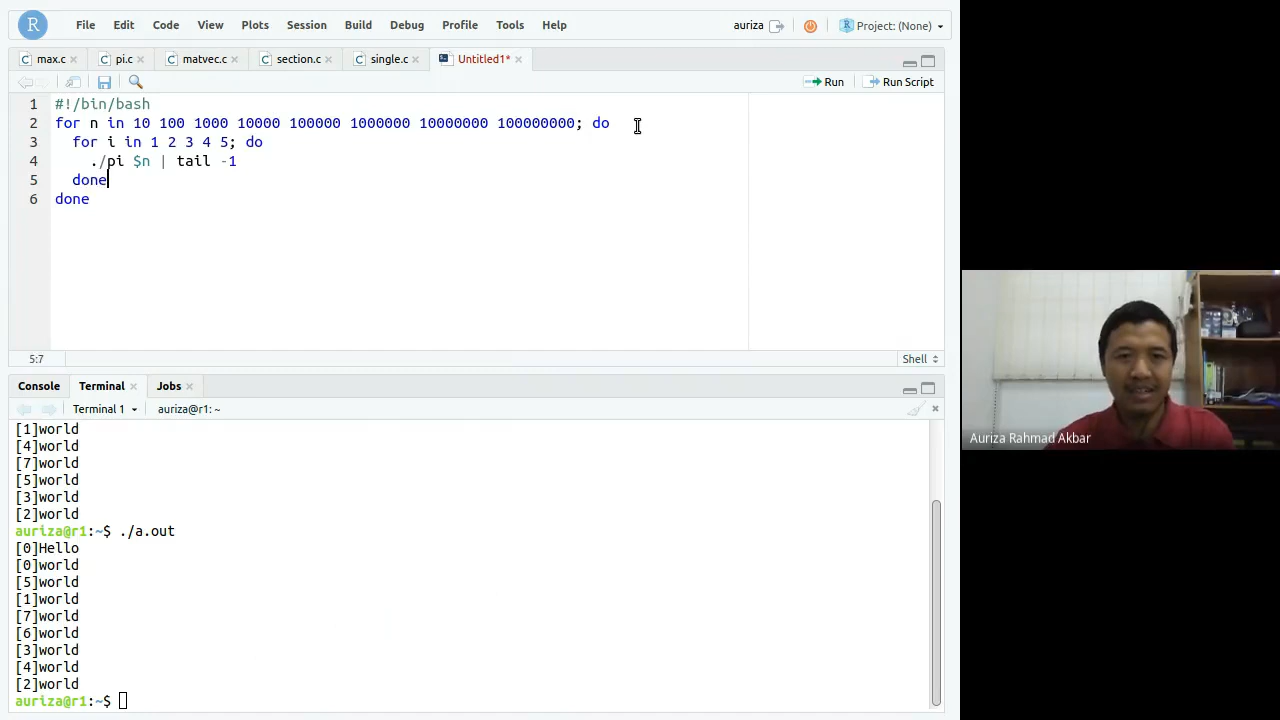 R File Edit Code View Plots Session Build Debug Profile Tools Help auriza Project: (None)
max.c pi.c matvec.c section.c single.c Untitled1*
Run Run Script
1 #!/bin/bash
2 for n in 10 100 1000 10000 100000 1000000 10000000 100000000; do
3 for i in 1 2 3 4 5; do
4 ./pi $n | tail -1
5 done
6 done
5:7 Shell
Console Terminal Jobs
Terminal 1 auriza@r1: ~
[1]world
[4]world
[7]world
[5]world
[3]world
[2]world
auriza@r1:~$ ./a.out
[0]Hello
[0]world
[5]world
[1]world
[7]world
[6]world
[3]world
[4]world
[2]world
auriza@r1:~$
Auriza Rahmad Akbar